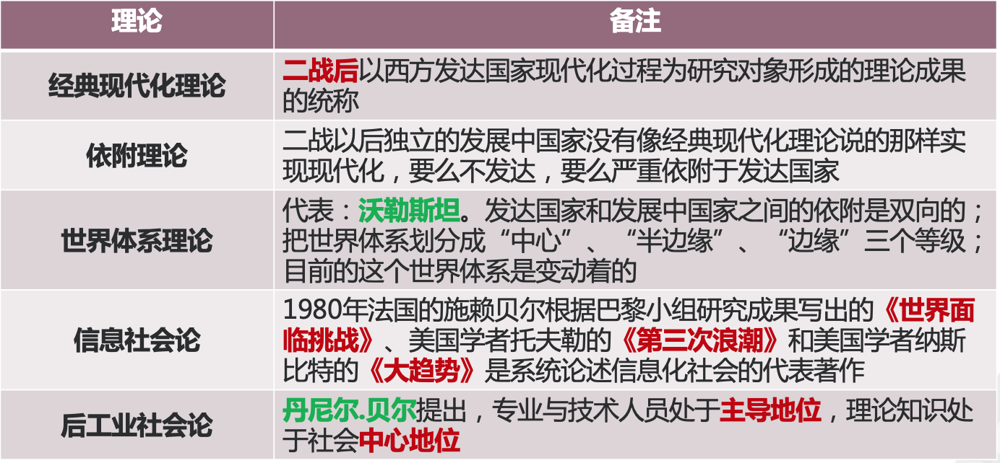 理论
备注
经典现代化理论
二战后以西方发达国家现代化过程为研究对象形成的理论成果
的统称
依附理论
二战以后独立的发展中国家没有像经典现代化理论说的那样实
现现代化，要么不发达，要么严重依附于发达国家
世界体系理论
代表：沃勒斯坦。发达国家和发展中国家之间的依附是双向的；
把世界体系划分成“中心”、“半边缘”、“边缘”三个等级；
目前的这个世界体系是变动着的
信息社会论
1980年法国的施赖贝尔根据巴黎小组研究成果写出的《世界面
临挑战》、美国学者托夫勒的《第三次浪潮》和美国学者纳斯
比特的《大趋势》是系统论述信息化社会的代表著作
后工业社会论
丹尼尔.贝尔提出，专业与技术人员处于主导地位，理论知识处
于社会中心地位